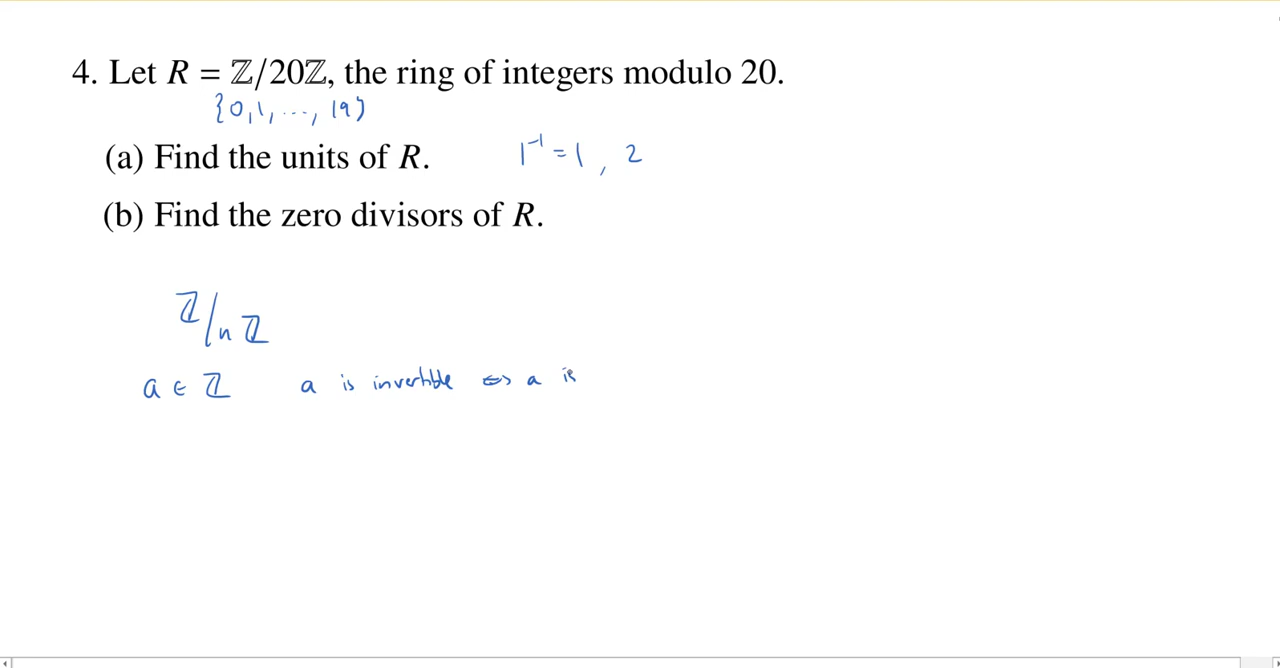 4. Let R = ℤ/20ℤ, the ring of integers modulo 20.
{0,1, ..., 19}
(a) Find the units of R. 1⁻¹ = 1 , 2
(b) Find the zero divisors of R.
ℤ/nℤ
a ∈ ℤ a is invertible ⇔ a is